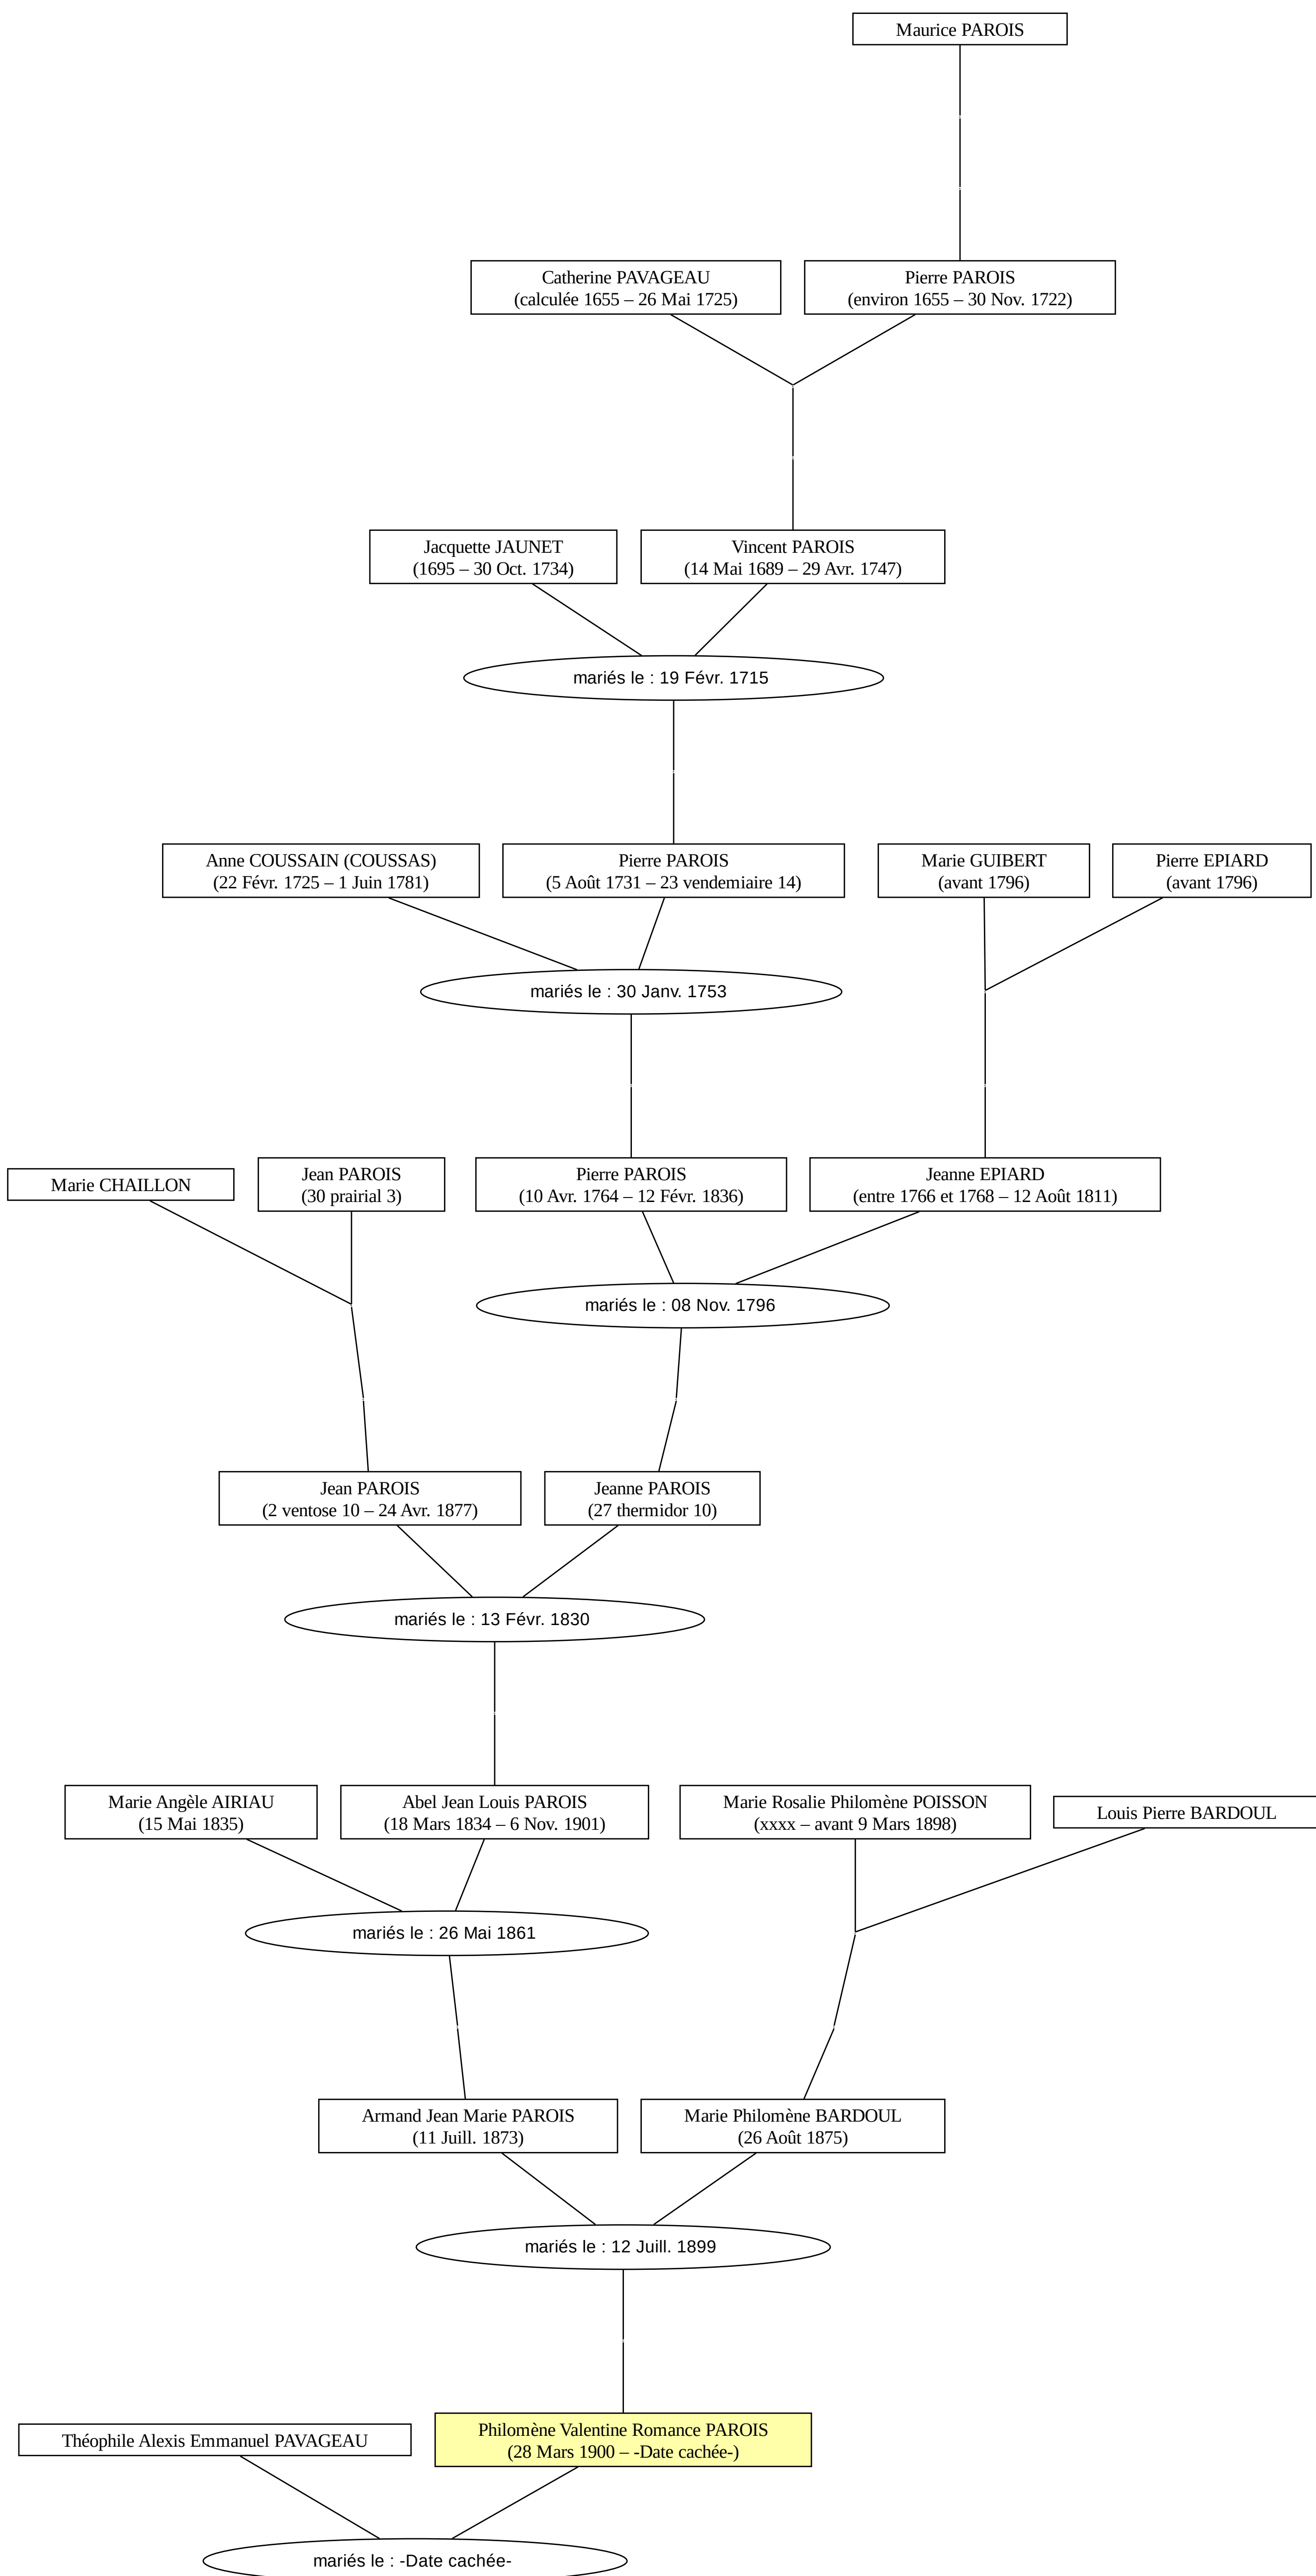 Maurice PAROIS
Catherine PAVAGEAU
(calculée 1655 – 26 Mai 1725)
Pierre PAROIS
(environ 1655 – 30 Nov. 1722)
Jacquette JAUNET
(1695 – 30 Oct. 1734)
Vincent PAROIS
(14 Mai 1689 – 29 Avr. 1747)
mariés le : 19 Févr. 1715
Anne COUSSAIN (COUSSAS)
(22 Févr. 1725 – 1 Juin 1781)
Pierre PAROIS
(5 Août 1731 – 23 vendemiaire 14)
Marie GUIBERT
(avant 1796)
Pierre EPIARD
(avant 1796)
mariés le : 30 Janv. 1753
Marie CHAILLON
Jean PAROIS
(30 prairial 3)
Pierre PAROIS
(10 Avr. 1764 – 12 Févr. 1836)
Jeanne EPIARD
(entre 1766 et 1768 – 12 Août 1811)
mariés le : 08 Nov. 1796
Jean PAROIS
(2 ventose 10 – 24 Avr. 1877)
Jeanne PAROIS
(27 thermidor 10)
mariés le : 13 Févr. 1830
Marie Angèle AIRIAU
(15 Mai 1835)
Abel Jean Louis PAROIS
(18 Mars 1834 – 6 Nov. 1901)
Marie Rosalie Philomène POISSON
(xxxx – avant 9 Mars 1898)
Louis Pierre BARDOUL
mariés le : 26 Mai 1861
Armand Jean Marie PAROIS
(11 Juill. 1873)
Marie Philomène BARDOUL
(26 Août 1875)
mariés le : 12 Juill. 1899
Théophile Alexis Emmanuel PAVAGEAU
Philomène Valentine Romance PAROIS
(28 Mars 1900 – -Date cachée-)
mariés le : -Date cachée-